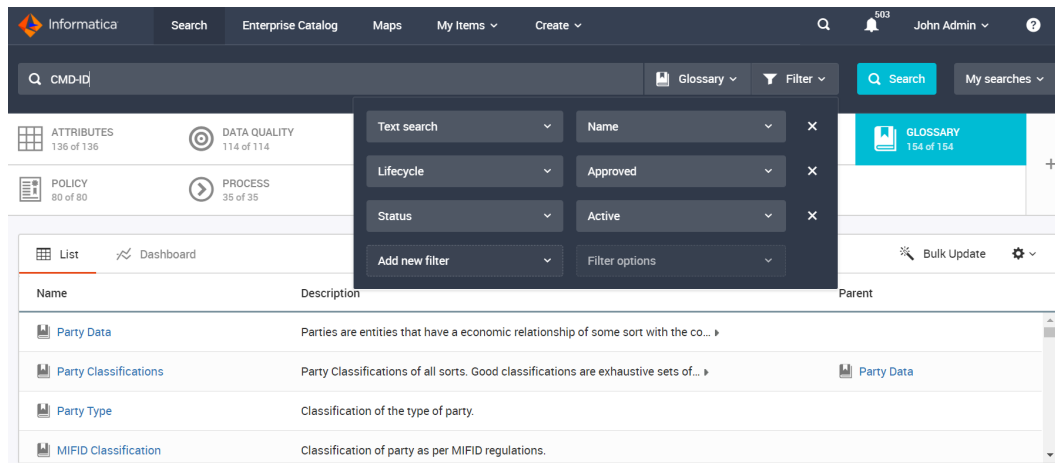 Informatica Search Enterprise Catalog Maps My Items Create 503 John Admin ?
CMD-ID Glossary Filter Search My searches
ATTRIBUTES
136 of 136
DATA QUALITY
114 of 114
Text search Name
GLOSSARY
154 of 154
Lifecycle Approved
POLICY
80 of 80
PROCESS
35 of 35
Status Active
List Dashboard Add new filter Filter options Bulk Update
Name Description Parent
Party Data Parties are entities that have a economic relationship of some sort with the co...
Party Classifications Party Classifications of all sorts. Good classifications are exhaustive sets of... Party Data
Party Type Classification of the type of party.
MIFID Classification Classification of party as per MIFID regulations.